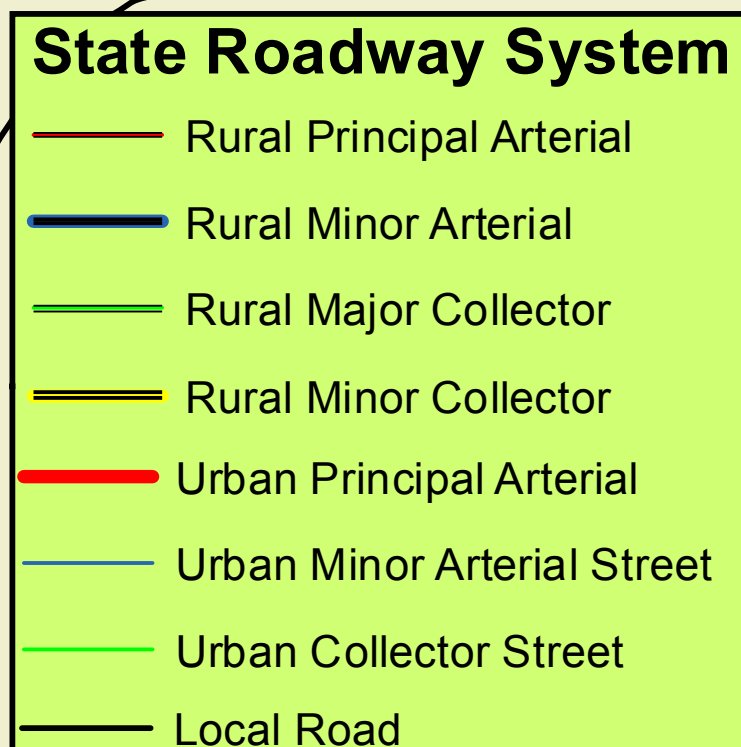 State Roadway System
Rural Principal Arterial
Rural Minor Arterial
Rural Major Collector
Rural Minor Collector
Urban Principal Arterial
Urban Minor Arterial Street
Urban Collector Street
Local Road